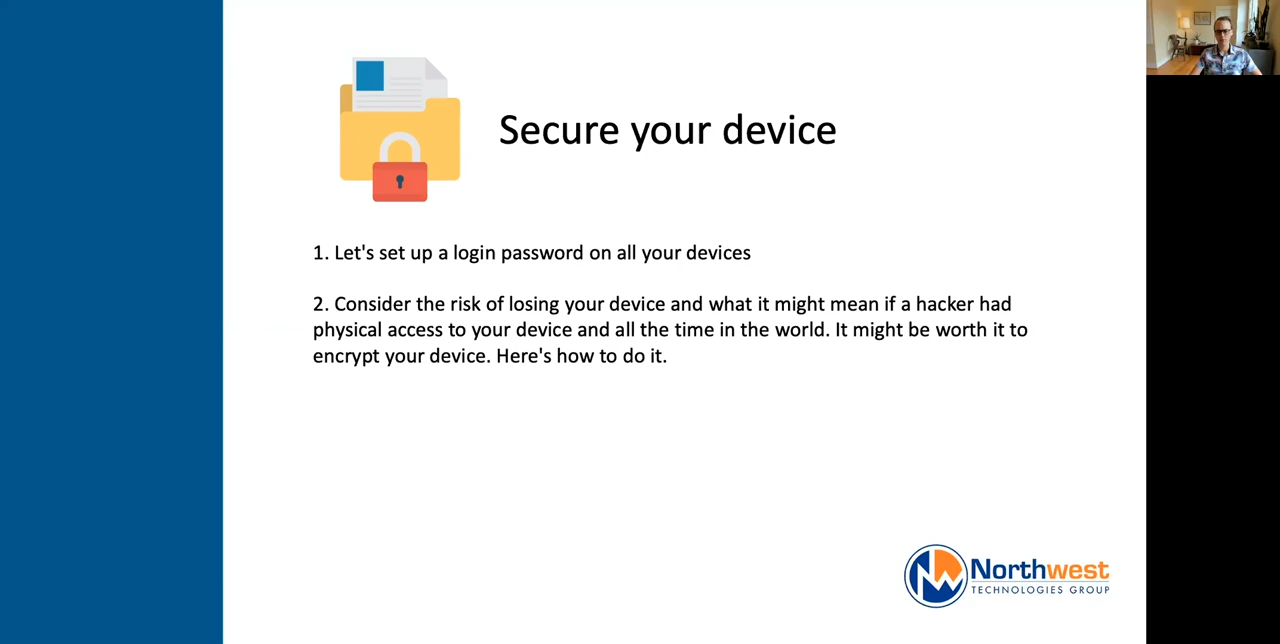 Secure your device
1. Let's set up a login password on all your devices
2. Consider the risk of losing your device and what it might mean if a hacker had
physical access to your device and all the time in the world. It might be worth it to
encrypt your device. Here's how to do it.
Northwest
TECHNOLOGIES GROUP